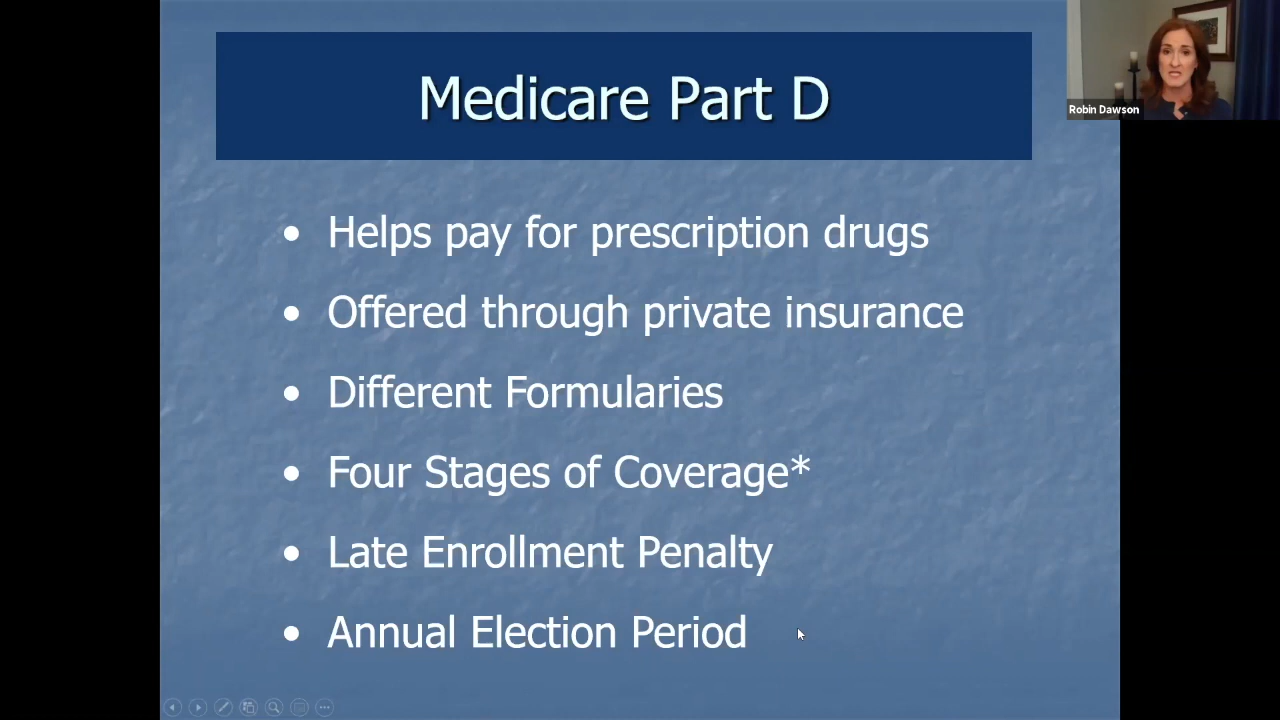 Medicare Part D
Robin Dawson
• Helps pay for prescription drugs
• Offered through private insurance
• Different Formularies
• Four Stages of Coverage*
• Late Enrollment Penalty
• Annual Election Period